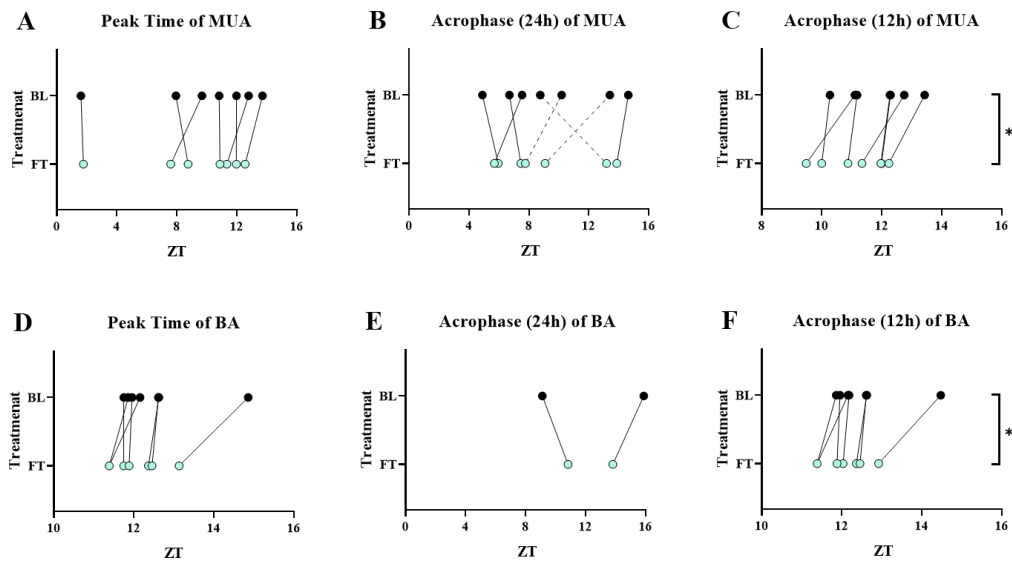 A Peak Time of MUA
Treatmenat
BL
FT
0 4 8 12 16
ZT
B Acrophase (24h) of MUA
Treatmenat
BL
FT
0 4 8 12 16
ZT
C Acrophase (12h) of MUA
Treatmenat
BL
FT
*
8 10 12 14 16
ZT
D Peak Time of BA
Treatmenat
BL
FT
10 12 14 16
ZT
E Acrophase (24h) of BA
Treatmenat
BL
FT
0 4 8 12 16
ZT
F Acrophase (12h) of BA
Treatmenat
BL
FT
*
10 12 14 16
ZT